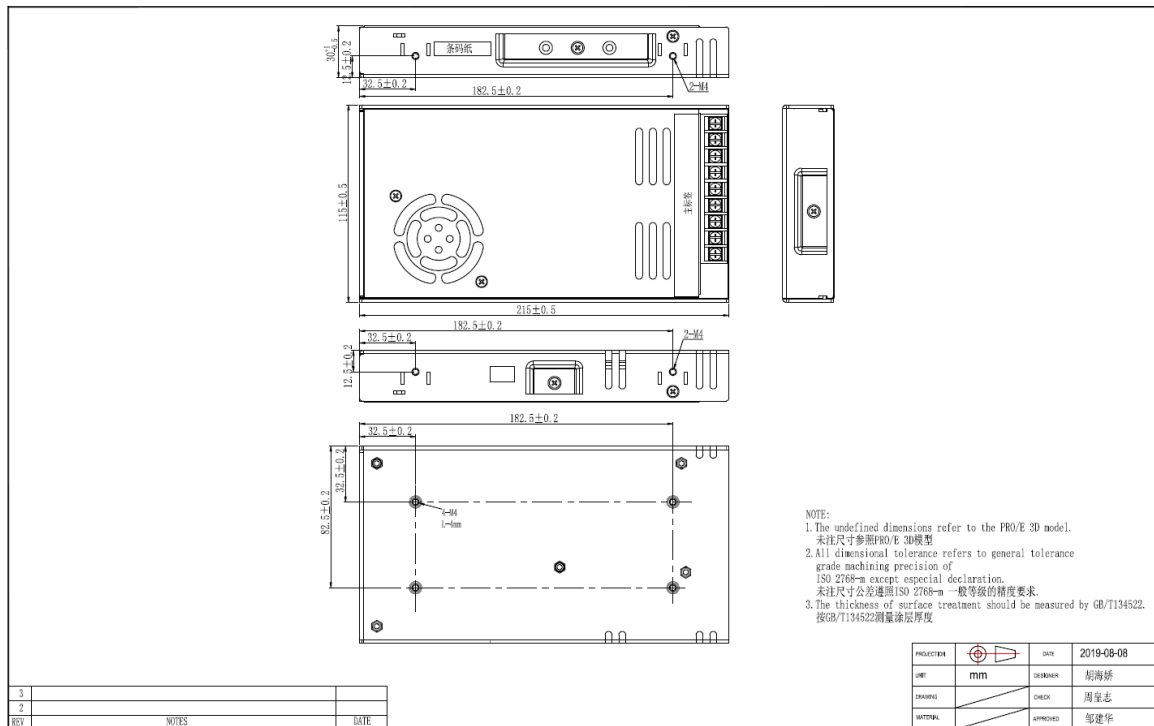 30 +1 -0.5
12.5±0.2
条码纸
32.5±0.2
182.5±0.2
2-M4
115±0.5
主标签
215±0.5
182.5±0.2
32.5±0.2
2-M4
12.5±0.2
182.5±0.2
32.5±0.2
32.5±0.2
82.5±0.2
4-M4
L=4mm
NOTE:
1.The undefined dimensions refer to the PRO/E 3D model.
未注尺寸参照PRO/E 3D模型
2.All dimensional tolerance refers to general tolerance
grade machining precision of
ISO 2768-m except especial declaration.
未注尺寸公差遵照ISO 2768-m 一般等级的精度要求.
3.The thickness of surface treatment should be measured by GB/T134522.
按GB/T134522测量涂层厚度
PROJECTION DATE 2019-08-08
UNIT mm DESIGNER 胡海娇
DRAWING CHECK 周皇志
MATERIAL APPROVED 邹建华
3
2
REV NOTES DATE